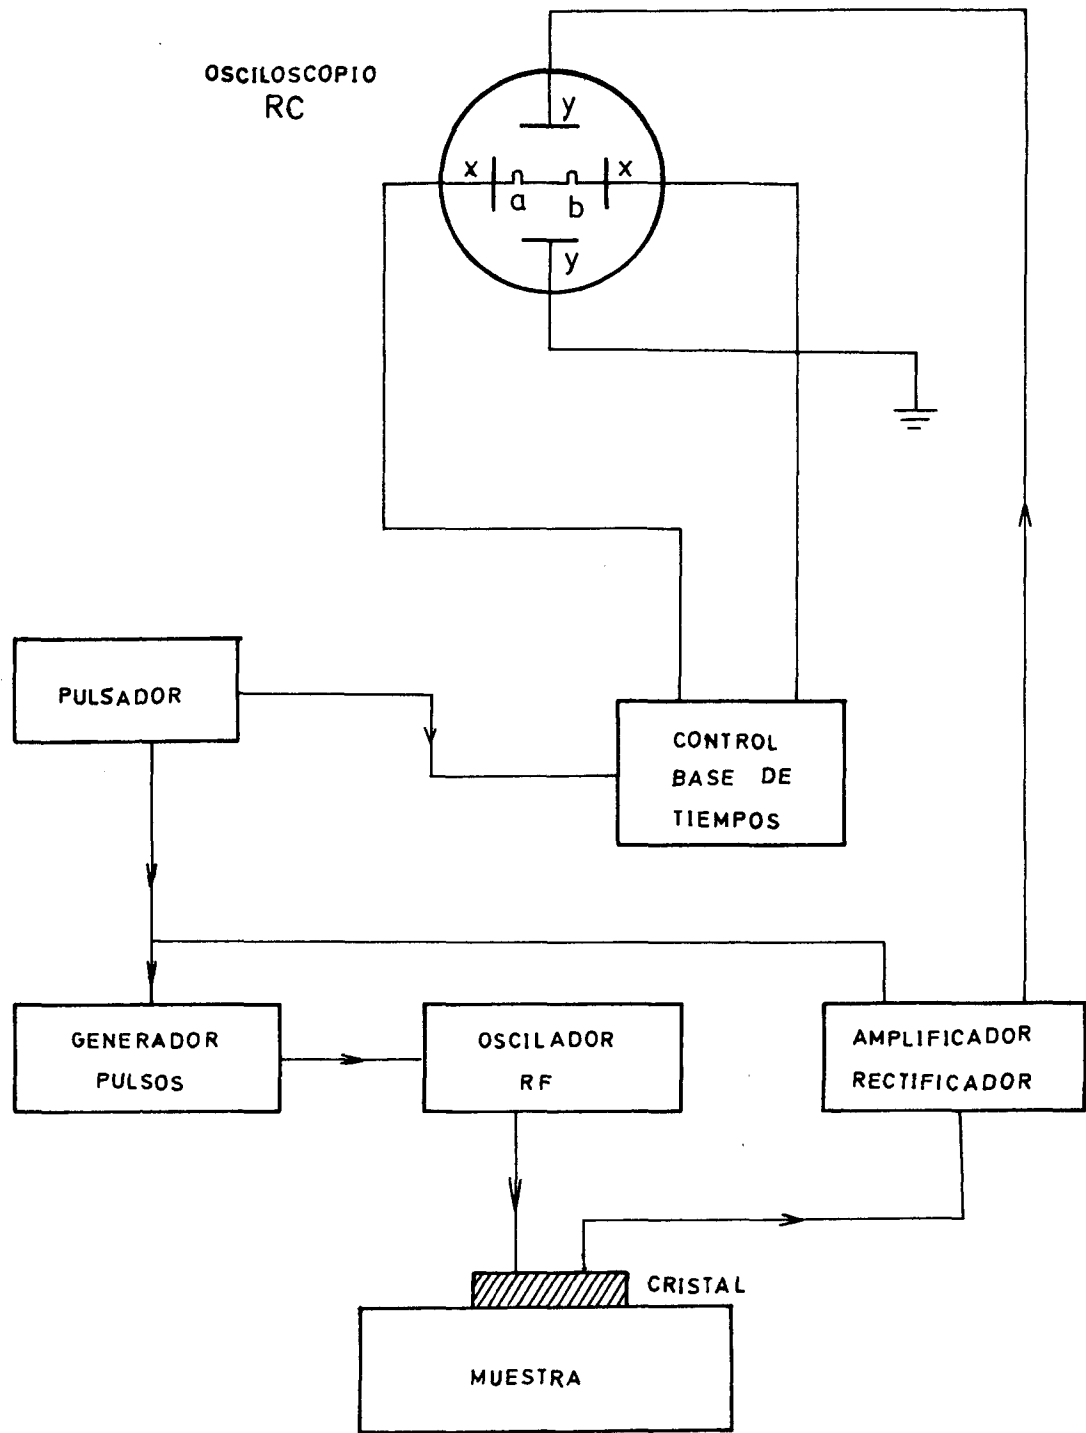 OSCILOSCOPIO
RC
y
x
x
a
b
y
PULSADOR
CONTROL
BASE DE
TIEMPOS
GENERADOR
PULSOS
OSCILADOR
RF
AMPLIFICADOR
RECTIFICADOR
CRISTAL
MUESTRA